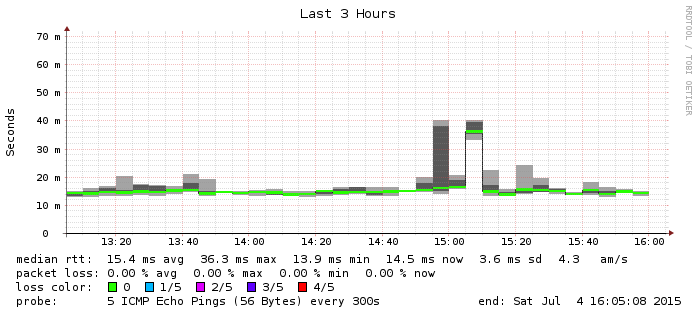 Last 3 Hours
RRDTOOL / TOBI OETIKER
Seconds
70 m
60 m
50 m
40 m
30 m
20 m
10 m
0
13:20 13:40 14:00 14:20 14:40 15:00 15:20 15:40 16:00
median rtt: 15.4 ms avg 36.3 ms max 13.9 ms min 14.5 ms now 3.6 ms sd 4.3 am/s
packet loss: 0.00 % avg 0.00 % max 0.00 % min 0.00 % now
loss color: 0 1/5 2/5 3/5 4/5
probe: 5 ICMP Echo Pings (56 Bytes) every 300s end: Sat Jul 4 16:05:08 2015